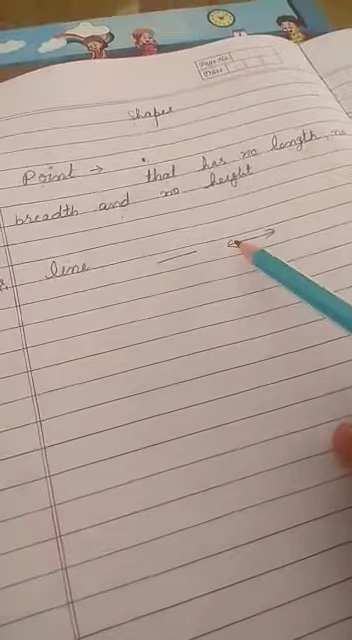 Page No.
Date
Shapes
Point → that has no length, no
breadth and no height
line